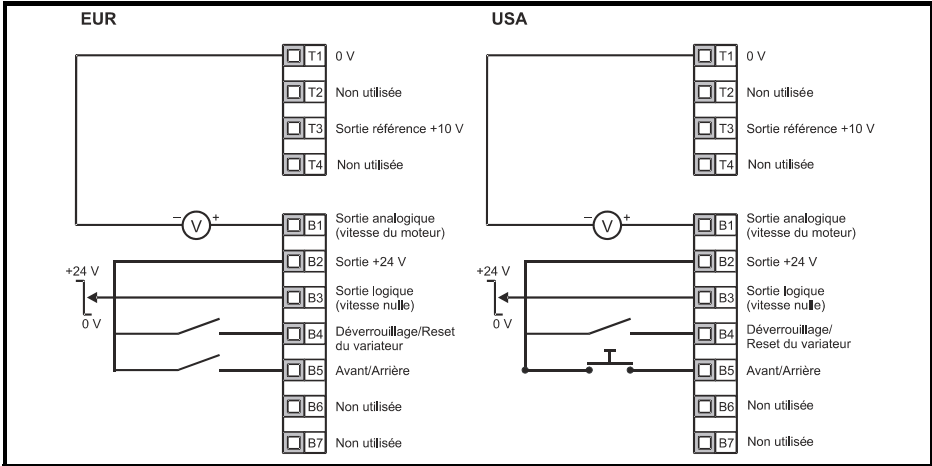 EUR
T1 0 V
T2 Non utilisée
T3 Sortie référence +10 V
T4 Non utilisée
− V +
B1 Sortie analogique
(vitesse du moteur)
B2 Sortie +24 V
+24 V
B3 Sortie logique
(vitesse nulle)
0 V
B4 Déverrouillage/Reset
du variateur
B5 Avant/Arrière
B6 Non utilisée
B7 Non utilisée
USA
T1 0 V
T2 Non utilisée
T3 Sortie référence +10 V
T4 Non utilisée
− V +
B1 Sortie analogique
(vitesse du moteur)
B2 Sortie +24 V
+24 V
B3 Sortie logique
(vitesse nulle)
0 V
B4 Déverrouillage/
Reset du variateur
B5 Avant/Arrière
B6 Non utilisée
B7 Non utilisée